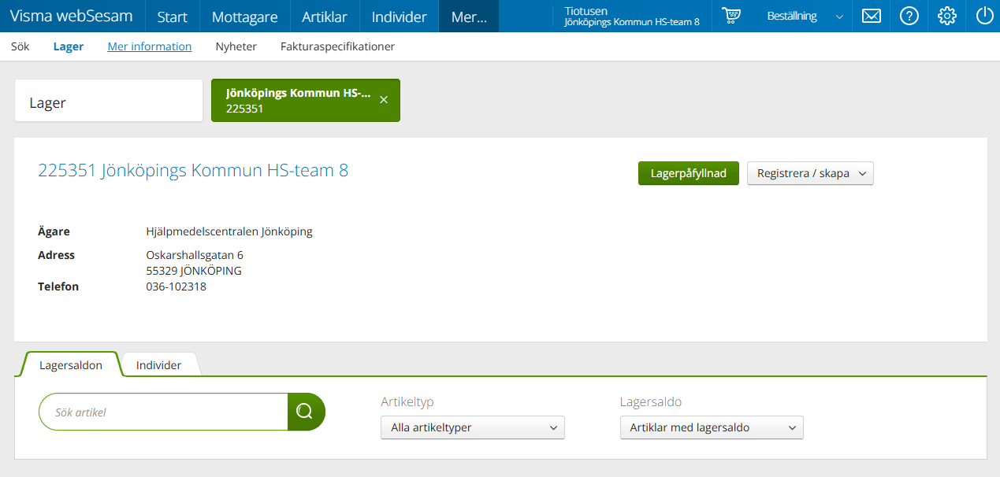 Visma webSesam Start Mottagare Artiklar Individer Mer... Tiotusen Beställning
Jönköpings Kommun HS-team 8
Sök Lager Mer information Nyheter Fakturaspecifikationer
Lager
Jönköpings Kommun HS-...
225351
225351 Jönköpings Kommun HS-team 8
Lagerpåfyllnad Registrera / skapa
Ägare Hjälpmedelscentralen Jönköping
Adress Oskarshallsgatan 6
55329 JÖNKÖPING
Telefon 036-102318
Lagersaldon Individer
Sök artikel
Artikeltyp Lagersaldo
Alla artikeltyper Artiklar med lagersaldo